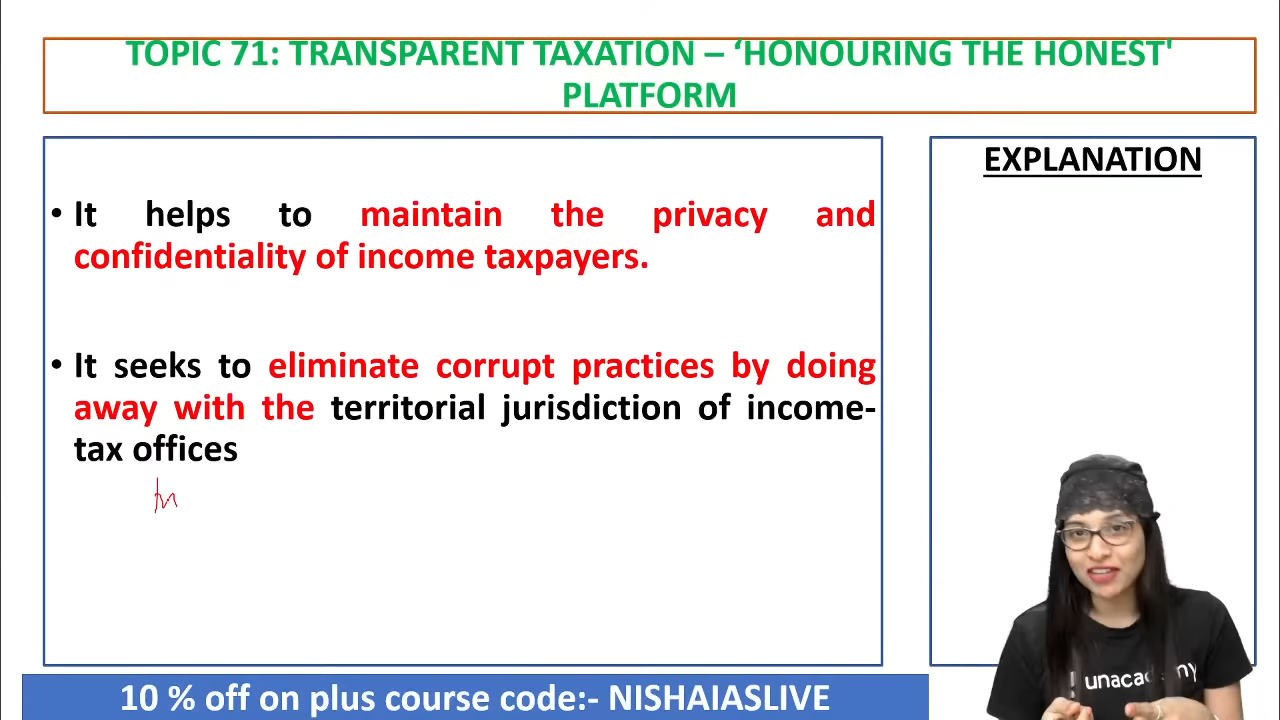 TOPIC 71: TRANSPARENT TAXATION – ‘HONOURING THE HONEST'
PLATFORM
• It helps to maintain the privacy and
confidentiality of income taxpayers.
• It seeks to eliminate corrupt practices by doing
away with the territorial jurisdiction of income-
tax offices
EXPLANATION
unacademy
10 % off on plus course code:- NISHAIASLIVE